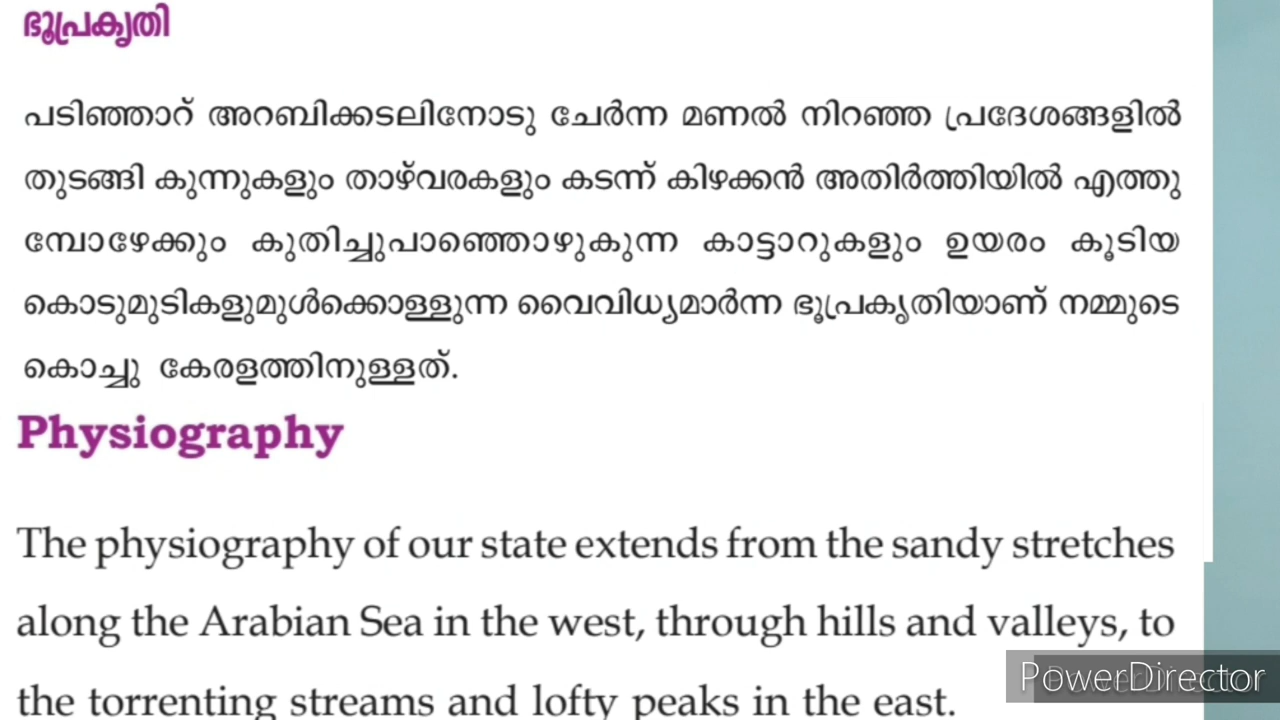 ഭൂപ്രകൃതി
പടിഞ്ഞാറ് അറബിക്കടലിനോടു ചേർന്ന മണൽ നിറഞ്ഞ പ്രദേശങ്ങളിൽ
തുടങ്ങി കുന്നുകളും താഴ്‌വരകളും കടന്ന് കിഴക്കൻ അതിർത്തിയിൽ എത്തു
മ്പോഴേക്കും കുതിച്ചുപാഞ്ഞൊഴുകുന്ന കാട്ടാറുകളും ഉയരം കൂടിയ
കൊടുമുടികളുമുൾക്കൊള്ളുന്ന വൈവിധ്യമാർന്ന ഭൂപ്രകൃതിയാണ് നമ്മുടെ
കൊച്ചു കേരളത്തിനുള്ളത്.
Physiography
The physiography of our state extends from the sandy stretches
along the Arabian Sea in the west, through hills and valleys, to
the torrenting streams and lofty peaks in the east.
PowerDirector